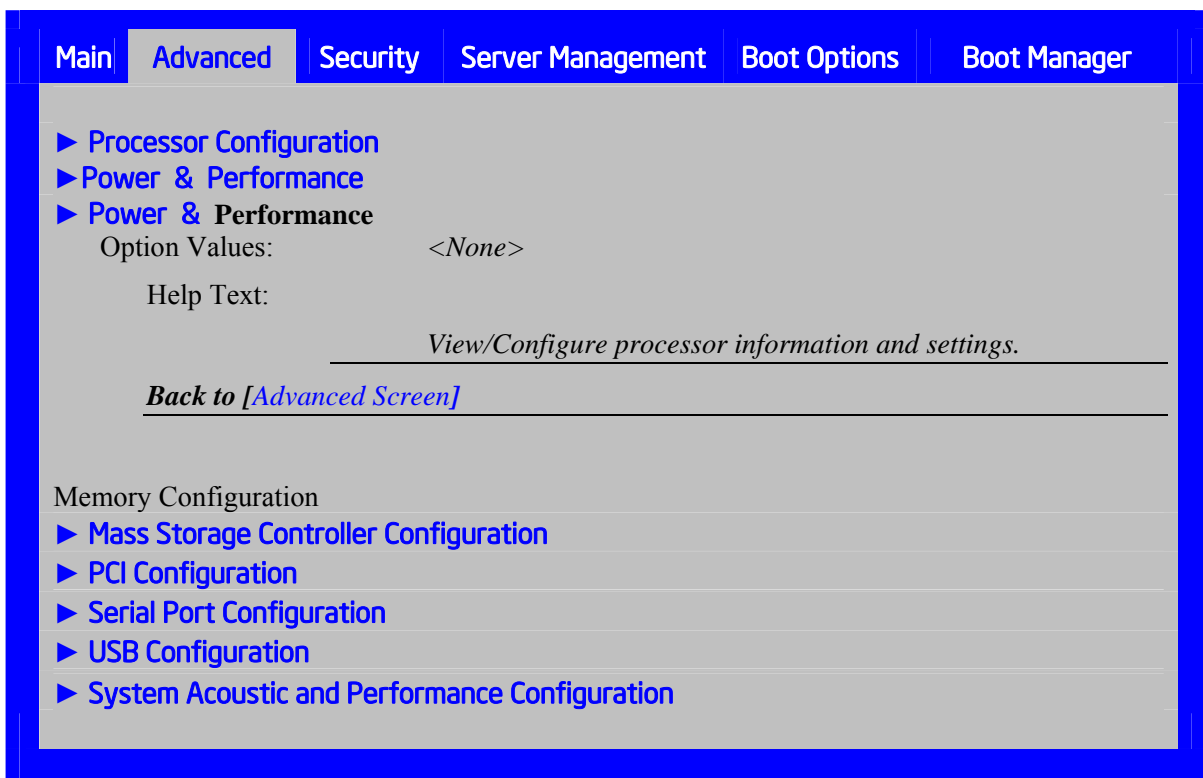 Main Advanced Security Server Management Boot Options Boot Manager
► Processor Configuration
►Power & Performance
► Power & Performance
Option Values: <None>
Help Text:
View/Configure processor information and settings.
Back to [Advanced Screen]
Memory Configuration
► Mass Storage Controller Configuration
► PCI Configuration
► Serial Port Configuration
► USB Configuration
► System Acoustic and Performance Configuration